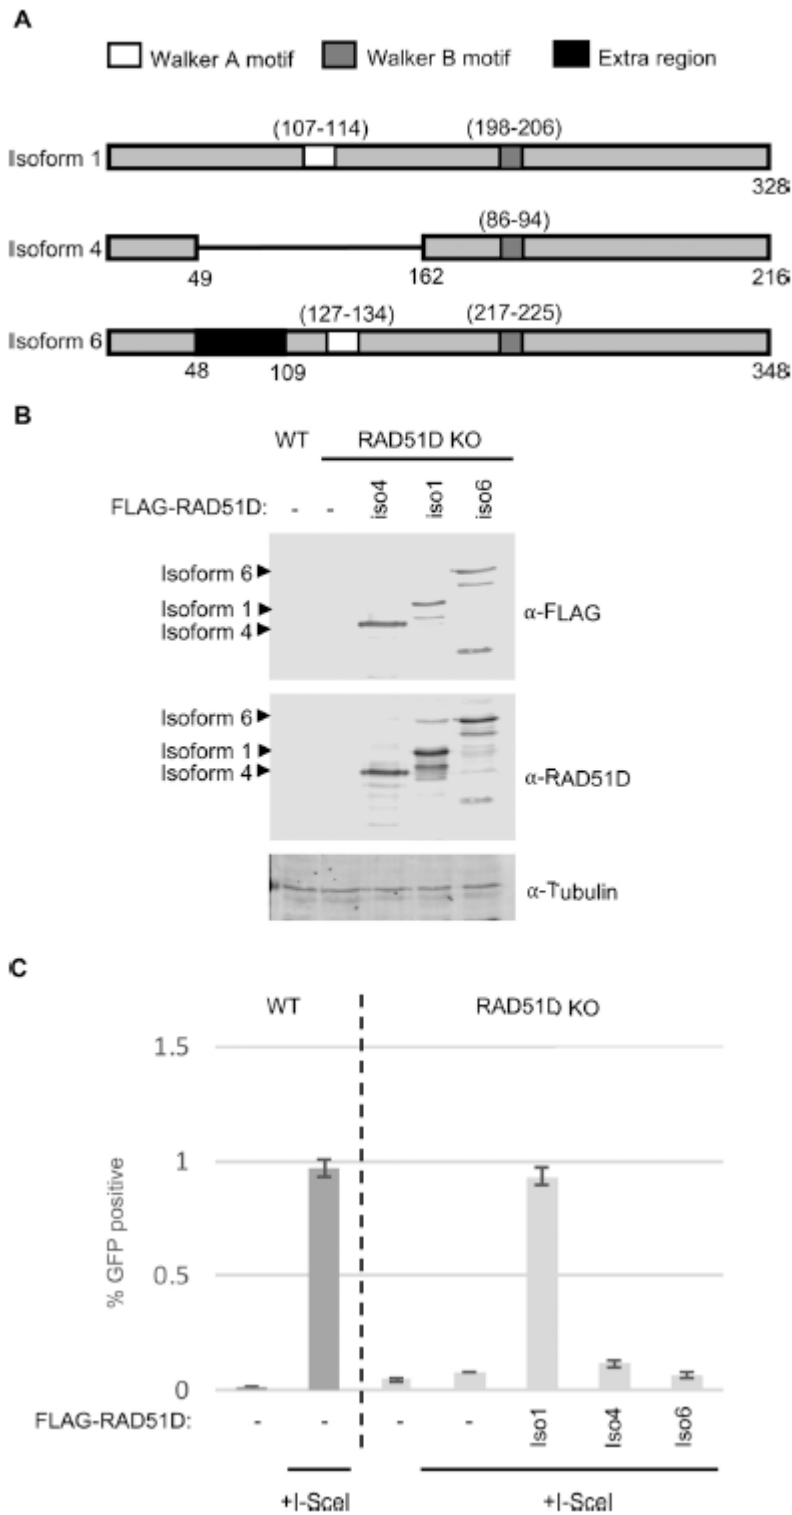 A
Walker A motif Walker B motif Extra region
(107-114) (198-206)
Isoform 1
328
(86-94)
Isoform 4
49 162 216
(127-134) (217-225)
Isoform 6
48 109 348
B
WT RAD51D KO
FLAG-RAD51D: - - iso4 iso1 iso6
Isoform 6
Isoform 1
Isoform 4
α-FLAG
Isoform 6
Isoform 1
Isoform 4
α-RAD51D
α-Tubulin
C
WT RAD51D KO
1.5
1
0.5
0
% GFP positive
FLAG-RAD51D: - - - - Iso1 Iso4 Iso6
+I-SceI +I-SceI